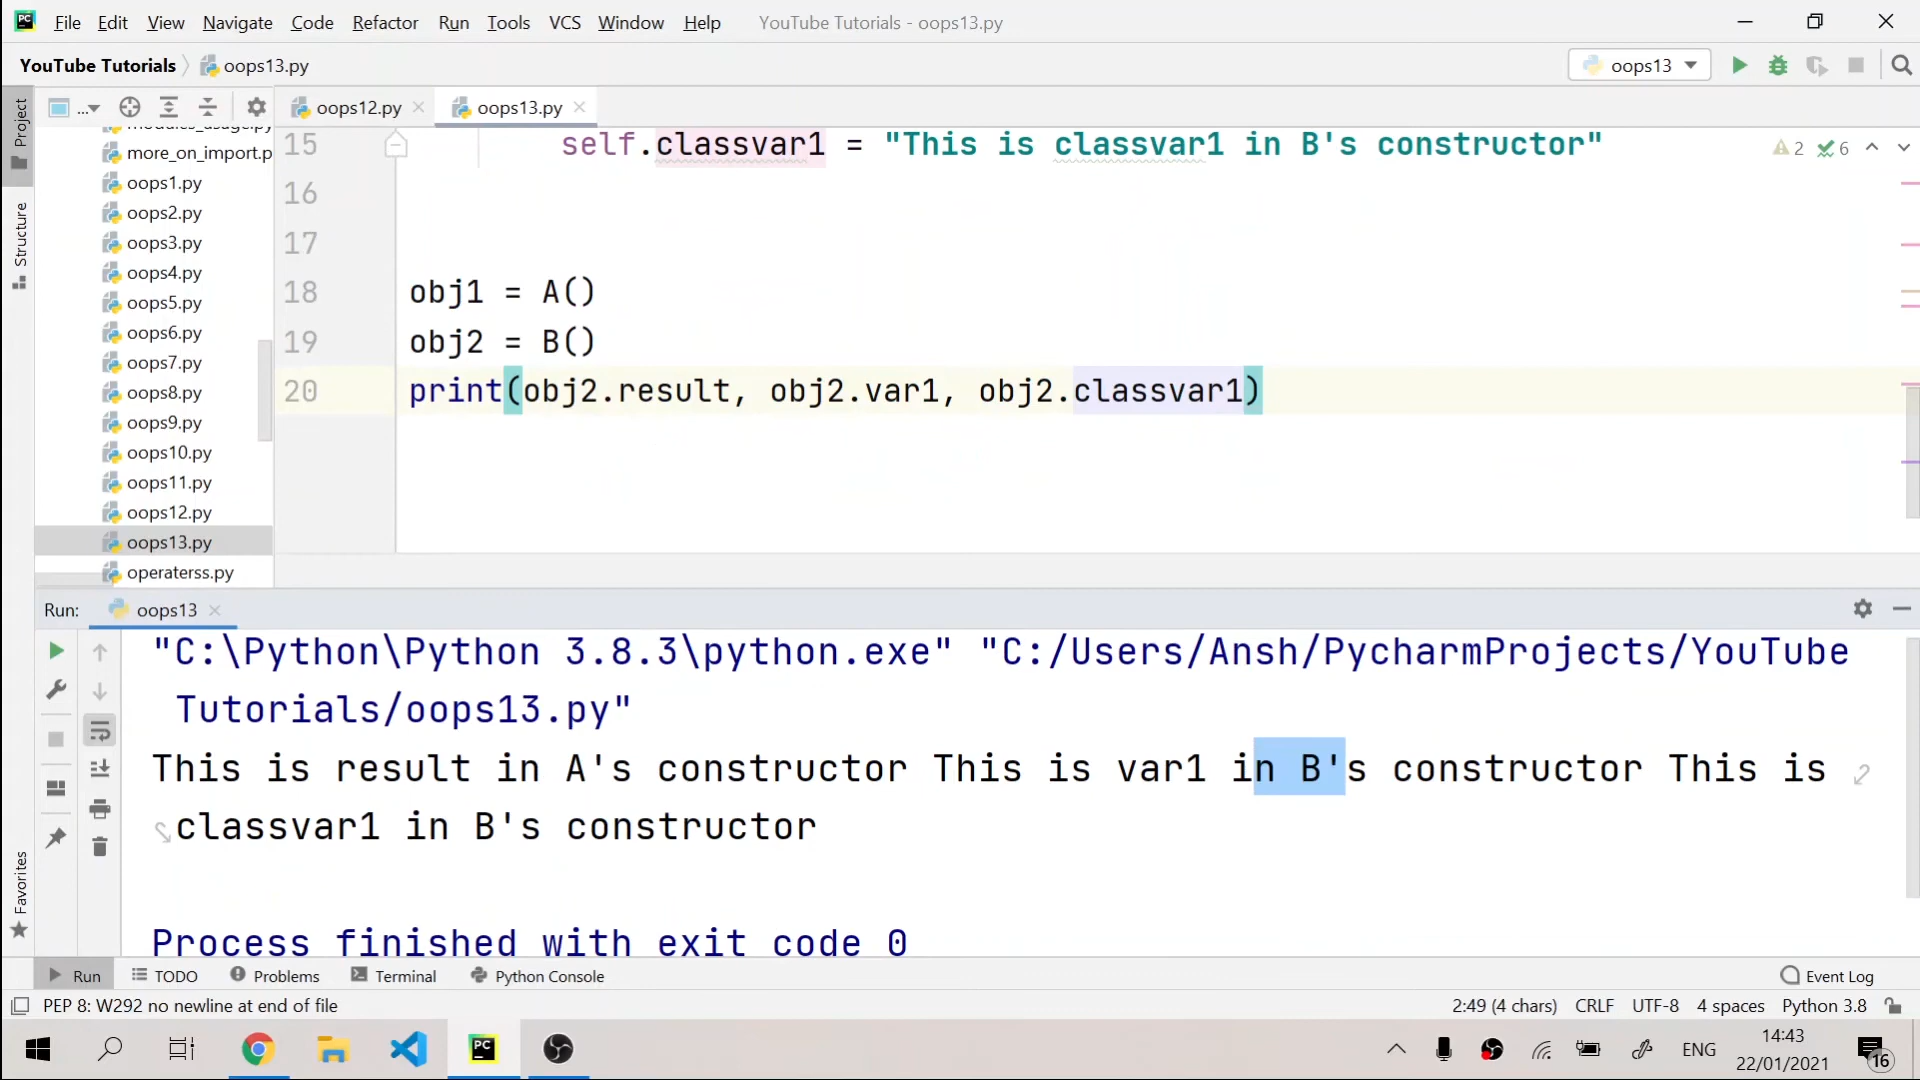 File Edit View Navigate Code Refactor Run Tools VCS Window Help YouTube Tutorials - oops13.py
YouTube Tutorials oops13.py oops13
Project
Structure
Favorites
... oops12.py oops13.py
modules_usage.py
more_on_import.p
oops1.py
oops2.py
oops3.py
oops4.py
oops5.py
oops6.py
oops7.py
oops8.py
oops9.py
oops10.py
oops11.py
oops12.py
oops13.py
operaterss.py
15 self.classvar1 = "This is classvar1 in B's constructor" 2 6
16
17
18 obj1 = A()
19 obj2 = B()
20 print(obj2.result, obj2.var1, obj2.classvar1)
Run: oops13
"C:\Python\Python 3.8.3\python.exe" "C:/Users/Ansh/PycharmProjects/YouTube
Tutorials/oops13.py"
This is result in A's constructor This is var1 in B's constructor This is
classvar1 in B's constructor
Process finished with exit code 0
Run TODO Problems Terminal Python Console Event Log
PEP 8: W292 no newline at end of file 2:49 (4 chars) CRLF UTF-8 4 spaces Python 3.8
ENG 14:43
22/01/2021 16